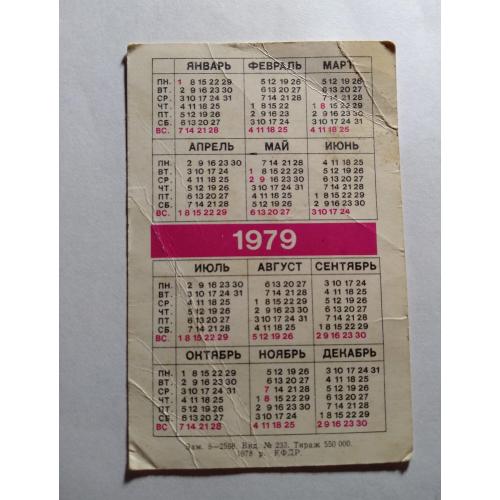 ЯНВАРЬ ФЕВРАЛЬ МАРТ
ПН. 1 8 15 22 29 5 12 19 26 5 12 19 26
ВТ. 2 9 16 23 30 6 13 20 27 6 13 20 27
СР. 3 10 17 24 31 7 14 21 28 7 14 21 28
ЧТ. 4 11 18 25 1 8 15 22 1 8 15 22 29
ПТ. 5 12 19 26 2 9 16 23 2 9 16 23 30
СБ. 6 13 20 27 3 10 17 24 3 10 17 24 31
ВС. 7 14 21 28 4 11 18 25 4 11 18 25
АПРЕЛЬ МАЙ ИЮНЬ
ПН. 2 9 16 23 30 7 14 21 28 4 11 18 25
ВТ. 3 10 17 24 1 8 15 22 29 5 12 19 26
СР. 4 11 18 25 2 9 16 23 30 6 13 20 27
ЧТ. 5 12 19 26 3 10 17 24 31 7 14 21 28
ПТ. 6 13 20 27 4 11 18 25 1 8 15 22 29
СБ. 7 14 21 28 5 12 19 26 2 9 16 23 30
ВС. 1 8 15 22 29 6 13 20 27 3 10 17 24
1979
ИЮЛЬ АВГУСТ СЕНТЯБРЬ
ПН. 2 9 16 23 30 6 13 20 27 3 10 17 24
ВТ. 3 10 17 24 31 7 14 21 28 4 11 18 25
СР. 4 11 18 25 1 8 15 22 29 5 12 19 26
ЧТ. 5 12 19 26 2 9 16 23 30 6 13 20 27
ПТ. 6 13 20 27 3 10 17 24 31 7 14 21 28
СБ. 7 14 21 28 4 11 18 25 1 8 15 22 29
ВС. 1 8 15 22 29 5 12 19 26 2 9 16 23 30
ОКТЯБРЬ НОЯБРЬ ДЕКАБРЬ
ПН. 1 8 15 22 29 5 12 19 26 3 10 17 24 31
ВТ. 2 9 16 23 30 6 13 20 27 4 11 18 25
СР. 3 10 17 24 31 7 14 21 28 5 12 19 26
ЧТ. 4 11 18 25 1 8 15 22 29 6 13 20 27
ПТ. 5 12 19 26 2 9 16 23 30 7 14 21 28
СБ. 6 13 20 27 3 10 17 24 1 8 15 22 29
ВС 7 14 21 28 4 11 18 25 2 9 16 23 30
Зам. 8—2568. Инд. № 233. Тираж 550 000.
1978 р. КФДР.